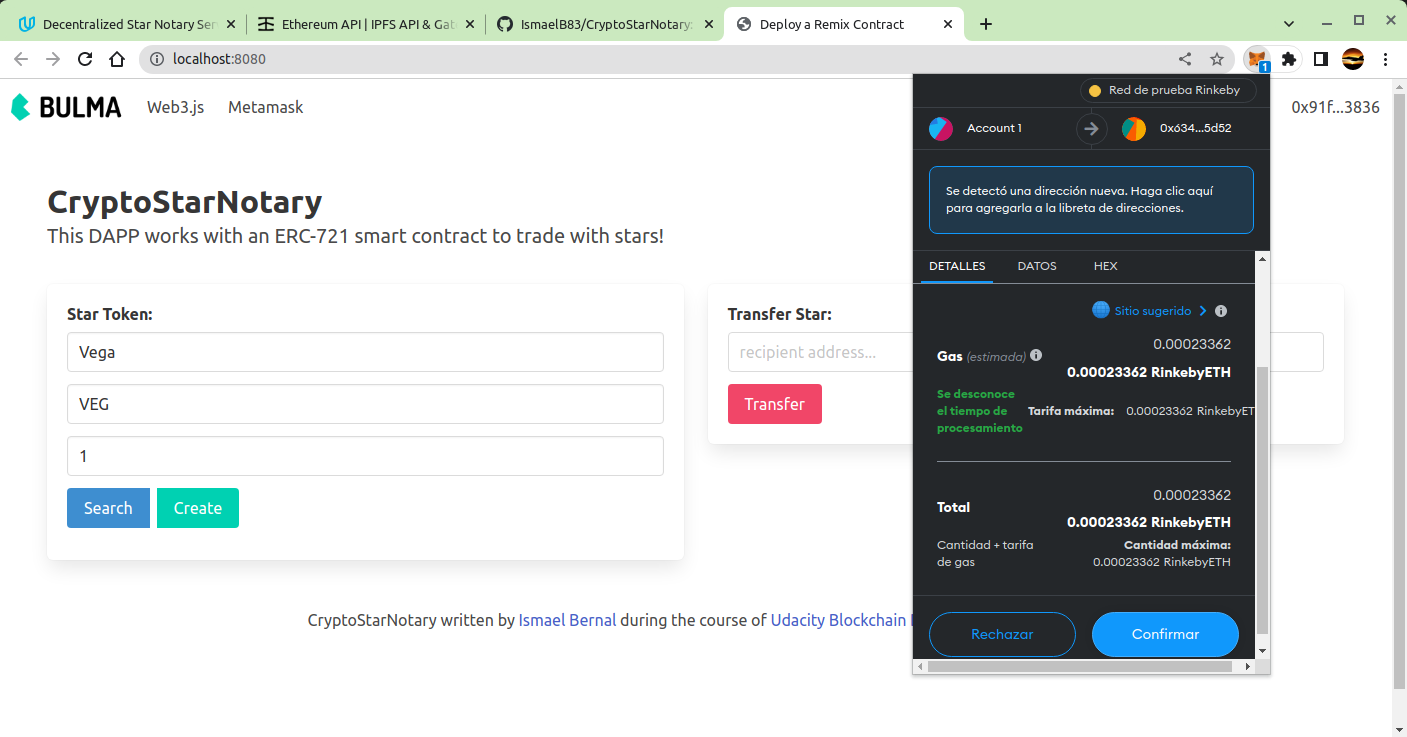 Decentralized Star Notary Ser
Ethereum API | IPFS API & Gat
IsmaelB83/CryptoStarNotary:
Deploy a Remix Contract
localhost:8080
1
BULMA
Web3.js
Metamask
0x91f...3836
CryptoStarNotary
This DAPP works with an ERC-721 smart contract to trade with stars!
Star Token:
Vega
VEG
1
Search
Create
Transfer Star:
recipient address...
Transfer
CryptoStarNotary written by Ismael Bernal during the course of Udacity Blockchain
Red de prueba Rinkeby
Account 1
0x634...5d52
Se detectó una dirección nueva. Haga clic aquí
para agregarla a la libreta de direcciones.
DETALLES
DATOS
HEX
Sitio sugerido
0.00023362
Gas (estimada)
0.00023362 RinkebyETH
Se desconoce
el tiempo de
procesamiento
Tarifa máxima:
0.00023362 RinkebyET
0.00023362
Total
0.00023362 RinkebyETH
Cantidad + tarifa
de gas
Cantidad máxima:
0.00023362 RinkebyETH
Rechazar
Confirmar